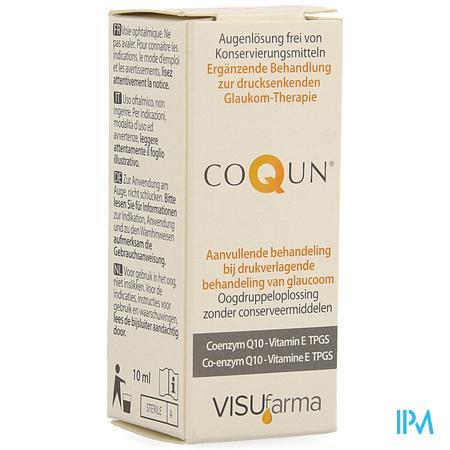 FR Voie ophtalmique. Ne
pas avaler. Pour connaître les
indications, le mode d'emploi
et les avertissements, lisez
attentivement la notice.
IT Uso oftalmico, non
ingerire. Per indicazioni,
modalità d'uso ed
avvertenze, leggere
attentamente il foglio
illustrativo.
DE Zur Anwendung am
Auge, nicht schlucken. Bitte
lesen Sie für Informationen
zur Indikation, Anwendung
und zu den Warnhinweisen
aufmerksam die
Gebrauchsanweisung.
NL Voor gebruik in het oog,
niet inslikken. Voor de
indicaties, instructies voor
gebruik en waarschuwingen,
lees de bijsluiter aandachtig
door.
10 ml
STERILE A
Augenlösung frei von
Konservierungsmitteln
Ergänzende Behandlung
zur drucksenkenden
Glaukom-Therapie
COQUN®
Aanvullende behandeling
bij drukverlagende
behandeling van glaucoom
Oogdruppeloplossing
zonder conserveermiddelen
Coenzym Q10 - Vitamin E TPGS
Co-enzym Q10 - Vitamine E TPGS
VISUfarma
IPM